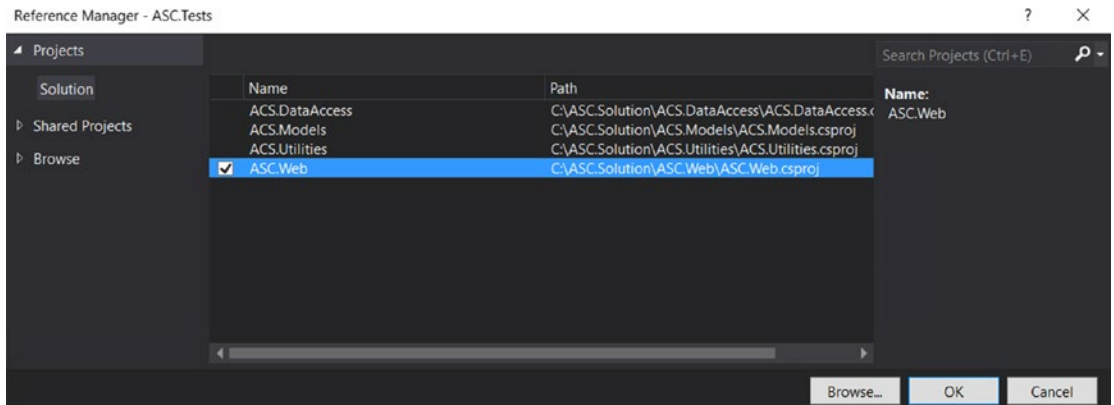 Reference Manager - ASC.Tests ? ×
Projects
Search Projects (Ctrl+E)
Solution
Shared Projects
Browse
Name Path
ACS.DataAccess C:\ASC.Solution\ACS.DataAccess\ACS.DataAccess.c
ACS.Models C:\ASC.Solution\ACS.Models\ACS.Models.csproj
ACS.Utilities C:\ASC.Solution\ACS.Utilities\ACS.Utilities.csproj
ASC.Web C:\ASC.Solution\ASC.Web\ASC.Web.csproj
Name:
ASC.Web
Browse... OK Cancel